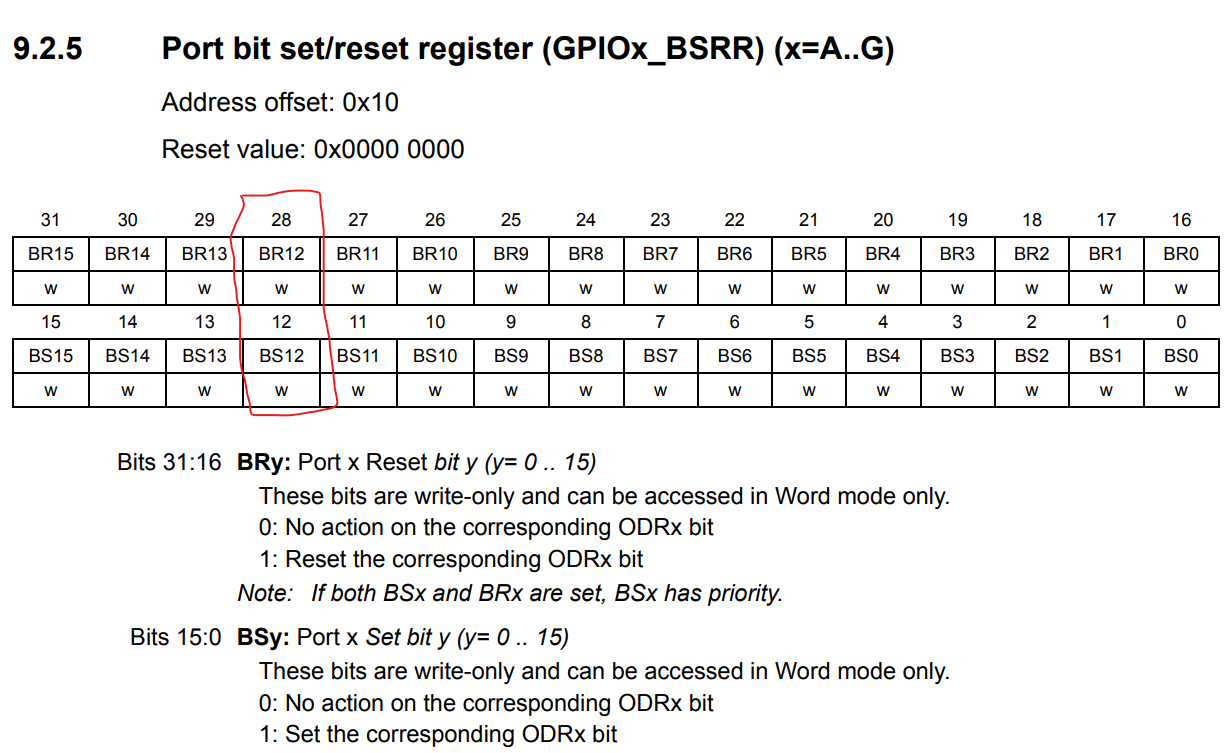 9.2.5 Port bit set/reset register (GPIOx_BSRR) (x=A..G)
Address offset: 0x10
Reset value: 0x0000 0000
31 30 29 28 27 26 25 24 23 22 21 20 19 18 17 16
BR15 BR14 BR13 BR12 BR11 BR10 BR9 BR8 BR7 BR6 BR5 BR4 BR3 BR2 BR1 BR0
w w w w w w w w w w w w w w w w
15 14 13 12 11 10 9 8 7 6 5 4 3 2 1 0
BS15 BS14 BS13 BS12 BS11 BS10 BS9 BS8 BS7 BS6 BS5 BS4 BS3 BS2 BS1 BS0
w w w w w w w w w w w w w w w w
Bits 31:16 BRy: Port x Reset bit y (y= 0 .. 15)
These bits are write-only and can be accessed in Word mode only.
0: No action on the corresponding ODRx bit
1: Reset the corresponding ODRx bit
Note: If both BSx and BRx are set, BSx has priority.
Bits 15:0 BSy: Port x Set bit y (y= 0 .. 15)
These bits are write-only and can be accessed in Word mode only.
0: No action on the corresponding ODRx bit
1: Set the corresponding ODRx bit